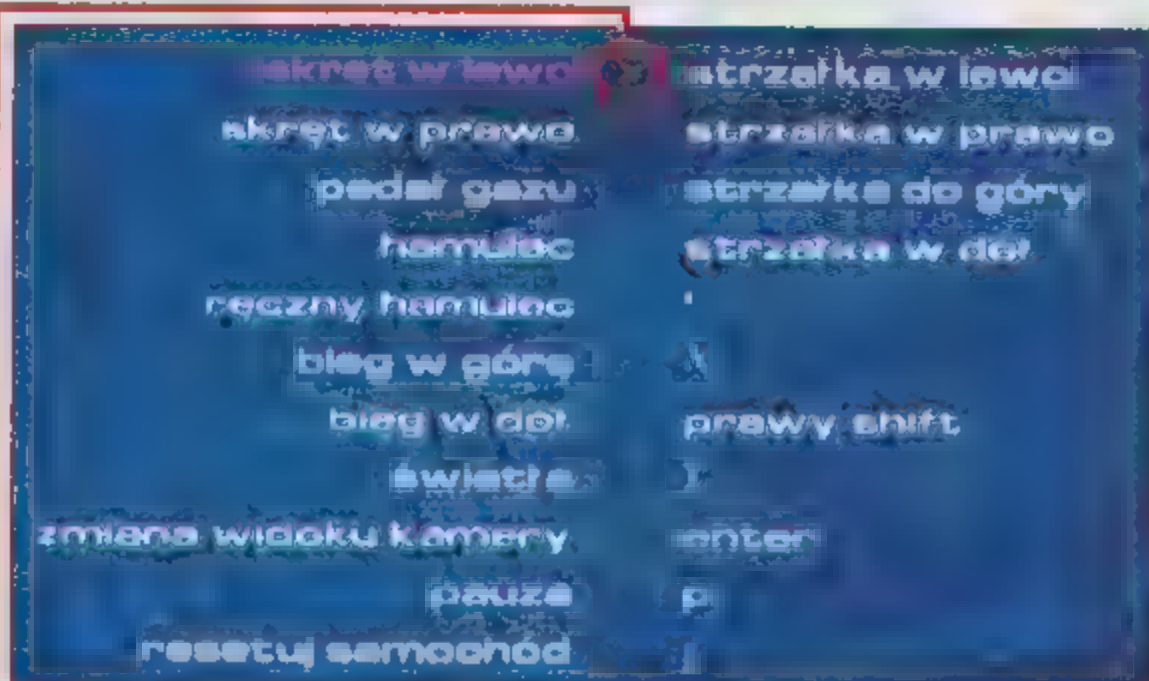 skręt w lewo strzałka w lewo
skręt w prawo strzałka w prawo
pedał gazu strzałka do góry
hamulec strzałka w dół
ręczny hamulec
bieg w górę
bieg w dół prawy shift
światła
zmiana widoku kamery enter
pauza p
resetuj samochód